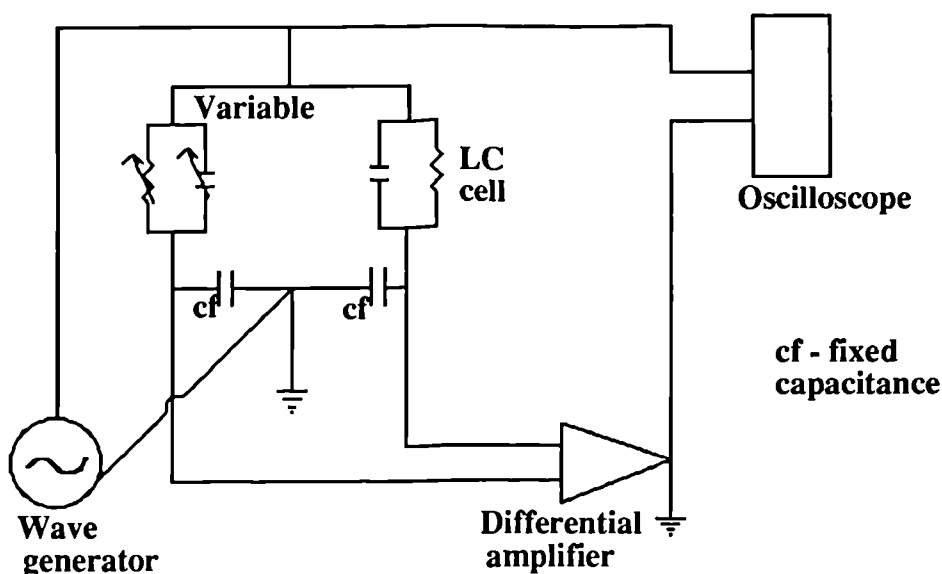 Variable
LC
cell
Oscilloscope
cf
cf
cf - fixed
capacitance
Wave
generator
Differential
amplifier